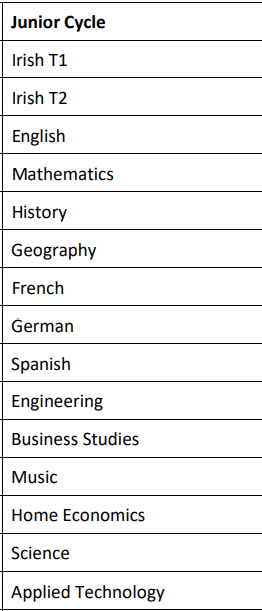 Junior Cycle
Irish T1
Irish T2
English
Mathematics
History
Geography
French
German
Spanish
Engineering
Business Studies
Music
Home Economics
Science
Applied Technology